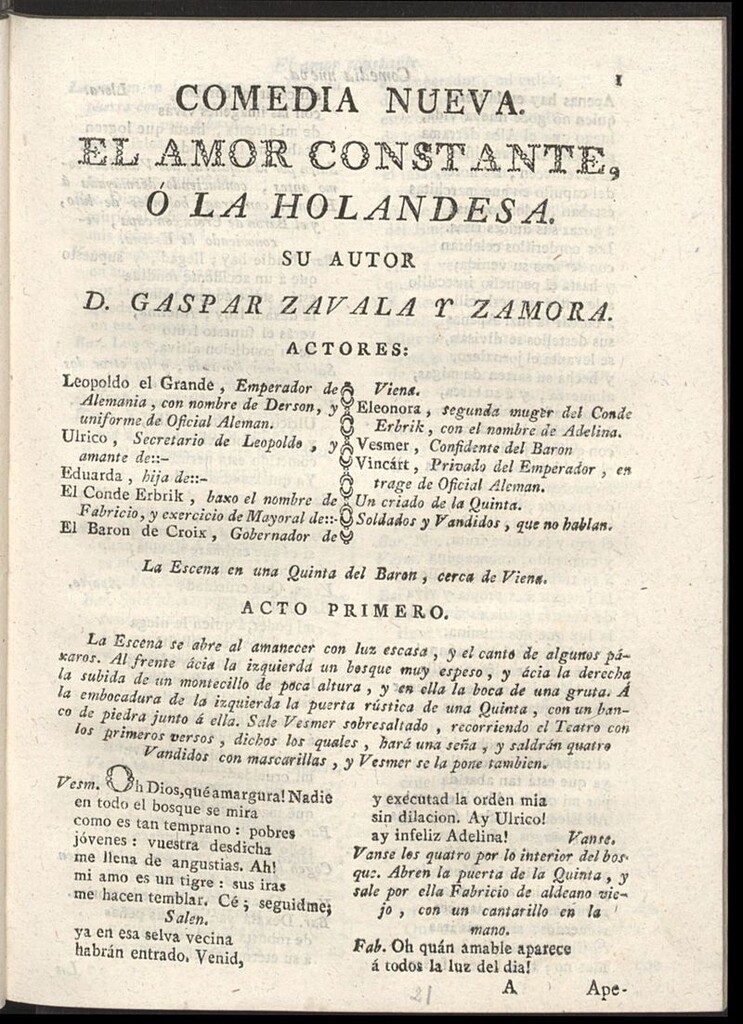 1
COMEDIA NUEVA.
EL AMOR CONSTANTE,
Ó LA HOLANDESA.
SU AUTOR
D. GASPAR ZAVALA Y ZAMORA.
ACTORES:
Leopoldo el Grande, Emperador de
Alemania, con nombre de Derson, y
uniforme de Oficial Aleman.
Ulrico, Secretario de Leopoldo, y
amante de::-
Eduarda, hija de::-
El Conde Erbrik, baxo el nombre de
Fabricio, y exercicio de Mayoral de::-
El Baron de Croix, Gobernador de
Viena.
Eleonora, segunda muger del Conde
Erbrik, con el nombre de Adelina.
Vesmer, Confidente del Baron
Vincárt, Privado del Emperador, en
trage de Oficial Aleman.
Un criado de la Quinta.
Soldados y Vandidos, que no hablan.
La Escena en una Quinta del Baron, cerca de Viena.
ACTO PRIMERO.
La Escena se abre al amanecer con luz escasa, y el canto de algunos pá-
xaros. Al frente ácia la izquierda un bosque muy espeso, y ácia la derecha
la subida de un montecillo de poca altura, y en ella la boca de una gruta. Á
la embocadura de la izquierda la puerta rústica de una Quinta, con un ban-
co de piedra junto á ella. Sale Vesmer sobresaltado, recorriendo el Teatro con
los primeros versos, dichos los quales, hará una seña, y saldrán quatro
Vandidos con mascarillas, y Vesmer se la pone tambien.
Vesm. Oh Dios, qué amargura! Nadie
en todo el bosque se mira
como es tan temprano: pobres
jóvenes: vuestra desdicha
me llena de angustias. Ah!
mi amo es un tigre: sus iras
me hacen temblar. Cé; seguidme;
Salen.
ya en esa selva vecina
habrán entrado. Venid,
y executad la orden mia
sin dilacion. Ay Ulrico!
ay infeliz Adelina! Vanse.
Vanse los quatro por lo interior del bos-
que. Abren la puerta de la Quinta, y
sale por ella Fabricio de aldeano vie-
jo, con un cantarillo en la
mano.
Fab. Oh quán amable aparece
á todos la luz del dia!
A Ape-
21